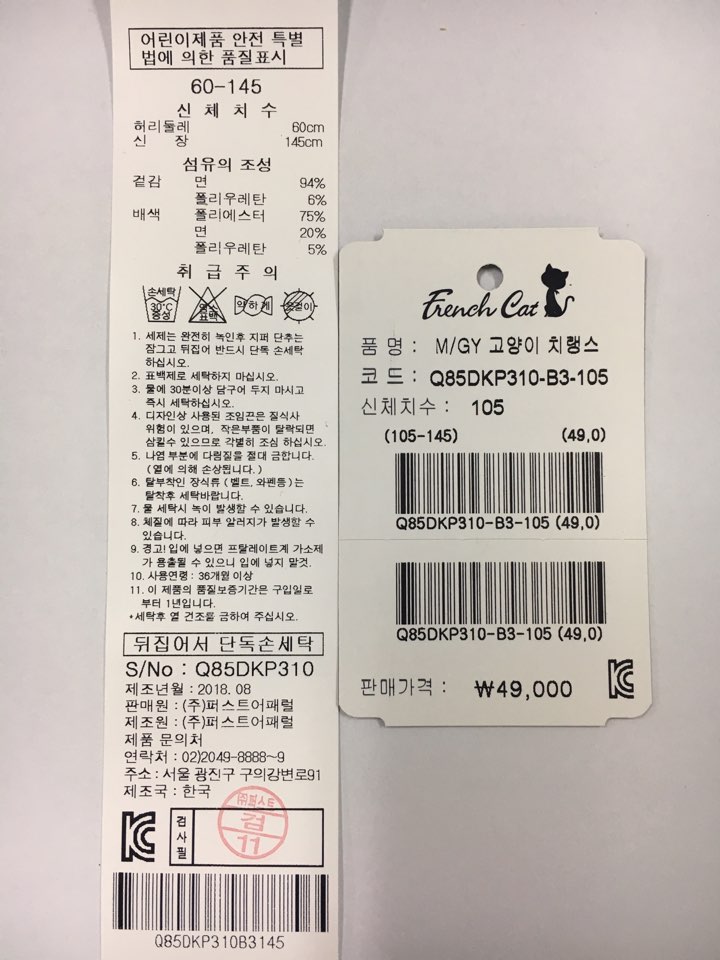 어린이제품 안전 특별
법에 의한 품질표시
60-145
신 체 치 수
허리둘레 60cm
신 장 145cm
섬유의 조성
겉감 면 94%
폴리우레탄 6%
배색 폴리에스터 75%
면 20%
폴리우레탄 5%
취 급 주 의
손세탁
30°C
중성
염소
표백
약하게
옷걸이
1. 세제는 완전히 녹인후 지퍼 단추는
잠그고 뒤집어 반드시 단독 손세탁
하십시오.
2. 표백제로 세탁하지 마십시오.
3. 물에 30분이상 담구어 두지 마시고
즉시 세탁하십시오.
4. 디자인상 사용된 조임끈은 질식사
위험이 있으며, 작은부품이 탈락되면
삼킬수 있으므로 각별히 조심 하십시오.
5. 나염 부분에 다림질을 절대 금합니다.
(열에 의해 손상됩니다.)
6. 탈부착인 장식류 (벨트, 와펜등)는
탈착후 세탁바랍니다.
7. 물 세탁시 녹이 발생할 수 있습니다.
8. 체질에 따라 피부 알러지가 발생할 수
있습니다.
9. 경고! 입에 넣으면 프탈레이트계 가소제
가 용출될 수 있으니 입에 넣지 말것.
10. 사용연령 : 36개월 이상
11. 이 제품의 품질보증기간은 구입일로
부터 1년입니다.
*세탁후 열 건조를 금하여 주십시오.
뒤집어서 단독손세탁
S/No : Q85DKP310
제조년월 : 2018. 08
판매원 : (주)퍼스트어패럴
제조원 : (주)퍼스트어패럴
제품 문의처
연락처 : 02)2049-8888~9
주소 : 서울 광진구 구의강변로91
제조국 : 한국
검사필
㈜퍼스트
검
11
Q85DKP310B3145
French Cat
품 명 : M/GY 고양이 치랭스
코 드 : Q85DKP310-B3-105
신체치수 : 105
(105-145) (49,0)
Q85DKP310-B3-105 (49,0)
Q85DKP310-B3-105 (49,0)
판매가격 : ₩49,000